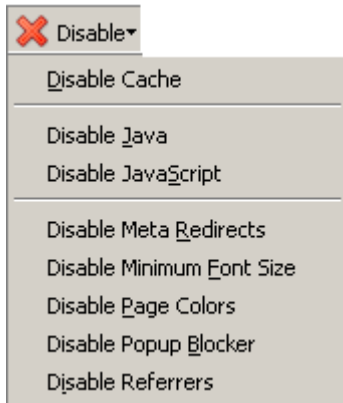 Disable
Disable Cache
Disable Java
Disable JavaScript
Disable Meta Redirects
Disable Minimum Font Size
Disable Page Colors
Disable Popup Blocker
Disable Referrers